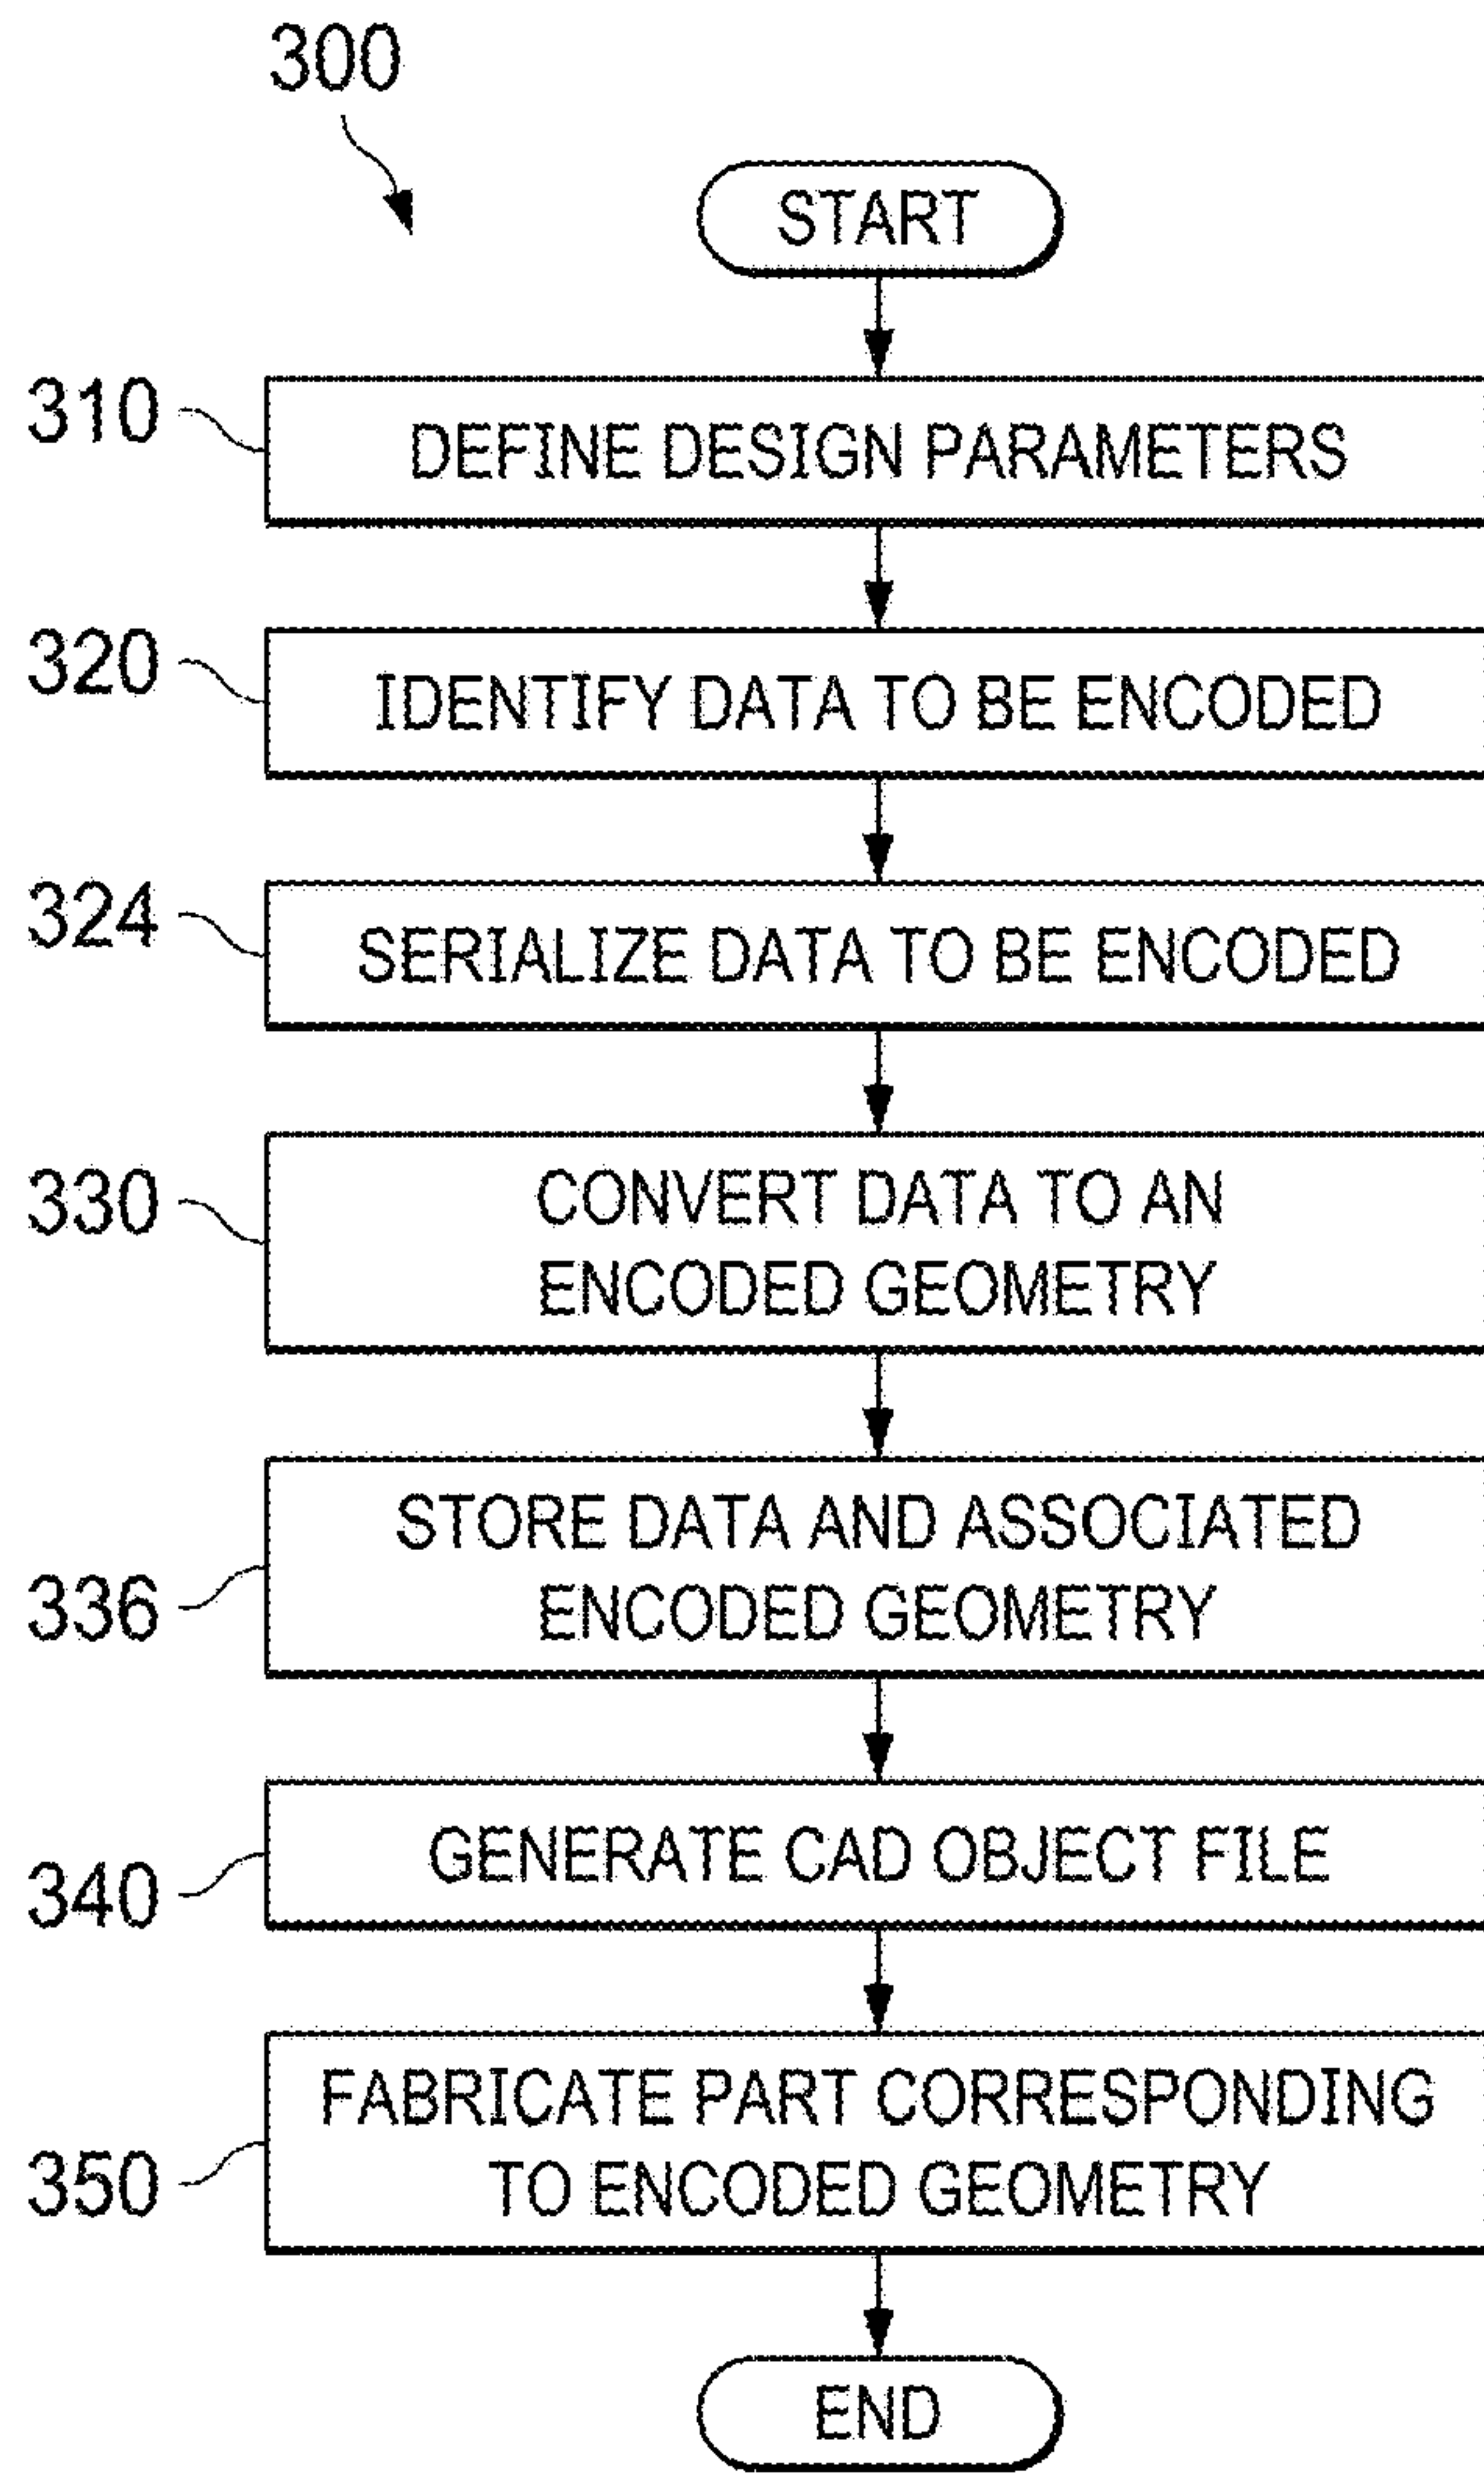 300
START
310
DEFINE DESIGN PARAMETERS
320
IDENTIFY DATA TO BE ENCODED
324
SERIALIZE DATA TO BE ENCODED
330
CONVERT DATA TO AN
ENCODED GEOMETRY
336
STORE DATA AND ASSOCIATED
ENCODED GEOMETRY
340
GENERATE CAD OBJECT FILE
350
FABRICATE PART CORRESPONDING
TO ENCODED GEOMETRY
END